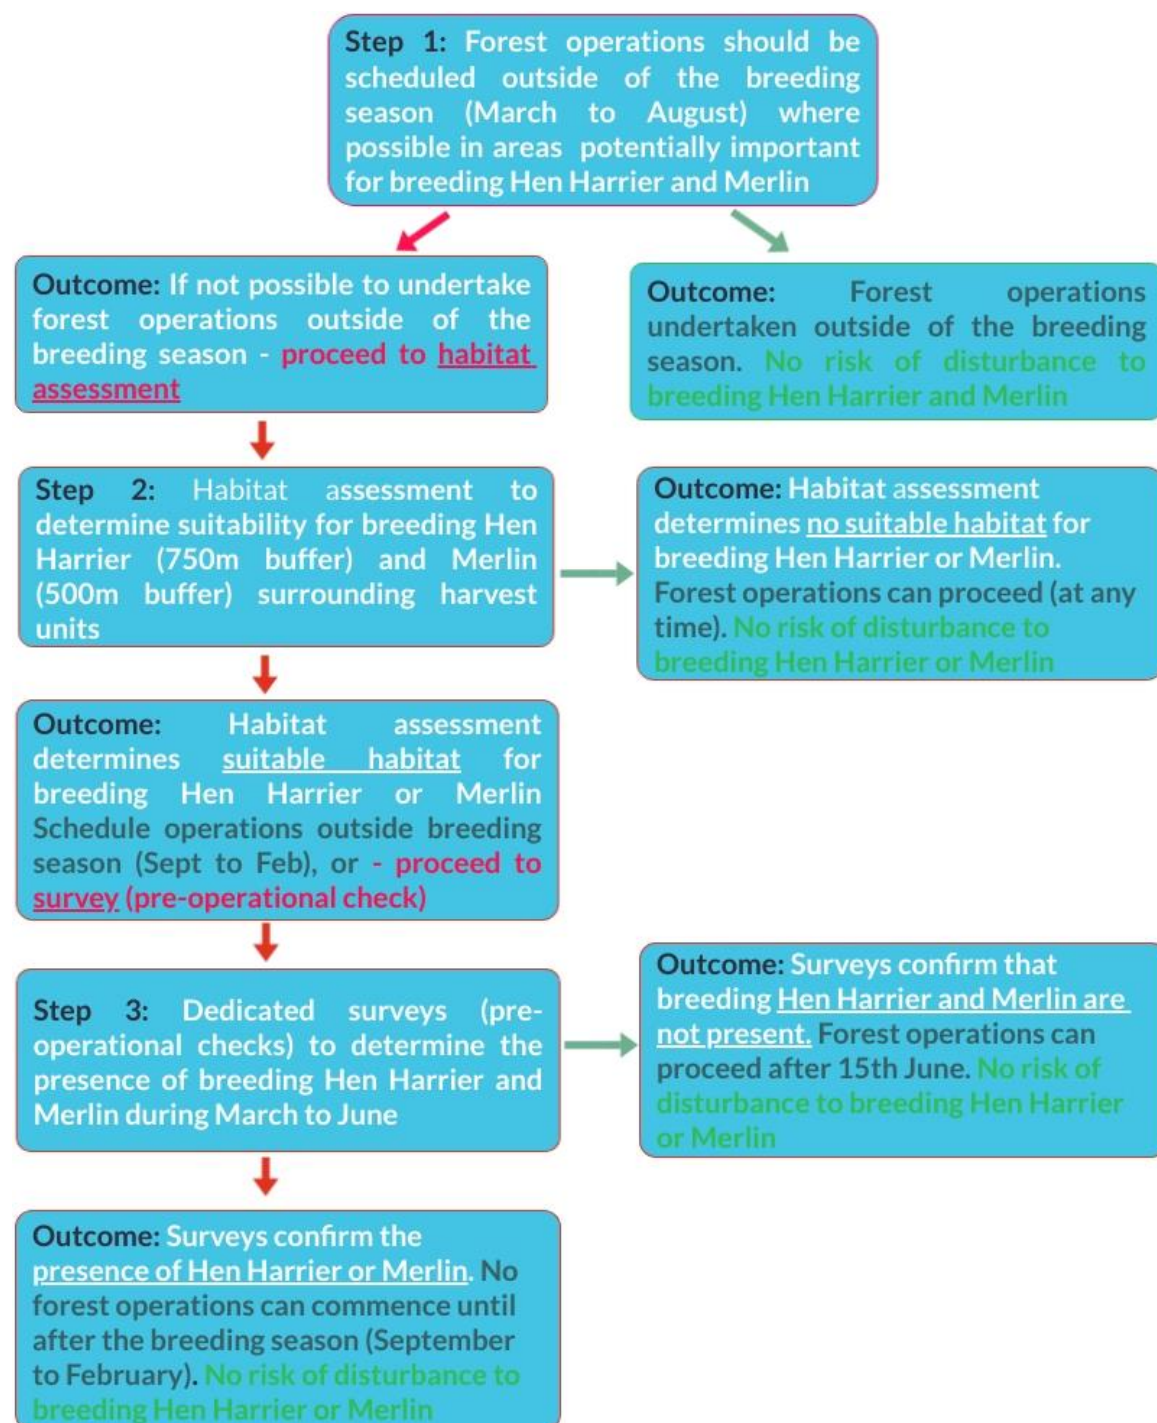 Step 1: Forest operations should be
scheduled outside of the breeding
season (March to August) where
possible in areas potentially important
for breeding Hen Harrier and Merlin
Outcome: If not possible to undertake
forest operations outside of the
breeding season - proceed to habitat
assessment
Outcome: Forest operations
undertaken outside of the breeding
season. No risk of disturbance to
breeding Hen Harrier and Merlin
Step 2: Habitat assessment to
determine suitability for breeding Hen
Harrier (750m buffer) and Merlin
(500m buffer) surrounding harvest
units
Outcome: Habitat assessment
determines no suitable habitat for
breeding Hen Harrier or Merlin.
Forest operations can proceed (at any
time). No risk of disturbance to
breeding Hen Harrier or Merlin
Outcome: Habitat assessment
determines suitable habitat for
breeding Hen Harrier or Merlin
Schedule operations outside breeding
season (Sept to Feb), or - proceed to
survey (pre-operational check)
Step 3: Dedicated surveys (pre-
operational checks) to determine the
presence of breeding Hen Harrier and
Merlin during March to June
Outcome: Surveys confirm that
breeding Hen Harrier and Merlin are
not present. Forest operations can
proceed after 15th June. No risk of
disturbance to breeding Hen Harrier
or Merlin
Outcome: Surveys confirm the
presence of Hen Harrier or Merlin. No
forest operations can commence until
after the breeding season (September
to February). No risk of disturbance to
breeding Hen Harrier or Merlin